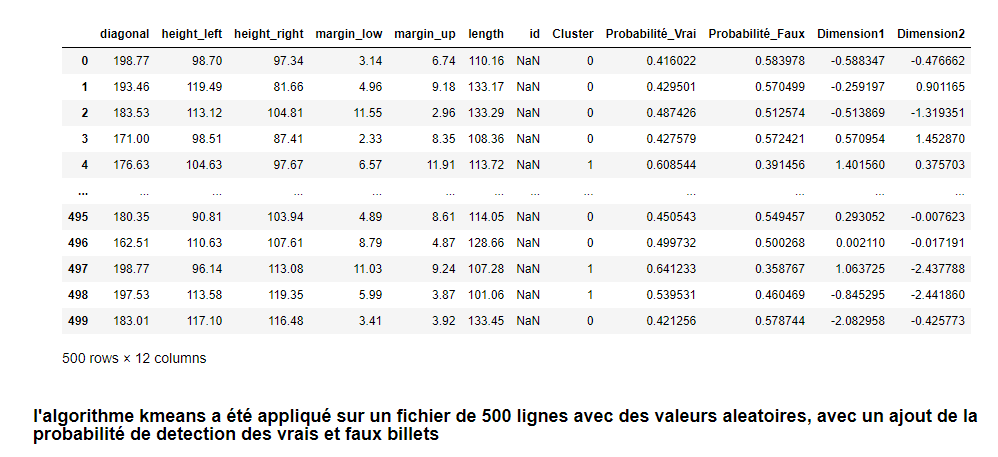 diagonal height_left height_right margin_low margin_up length id Cluster Probabilité_Vrai Probabilité_Faux Dimension1 Dimension2
0 198.77 98.70 97.34 3.14 6.74 110.16 NaN 0 0.416022 0.583978 -0.588347 -0.476662
1 193.46 119.49 81.66 4.96 9.18 133.17 NaN 0 0.429501 0.570499 -0.259197 0.901165
2 183.53 113.12 104.81 11.55 2.96 133.29 NaN 0 0.487426 0.512574 -0.513869 -1.319351
3 171.00 98.51 87.41 2.33 8.35 108.36 NaN 0 0.427579 0.572421 0.570954 1.452870
4 176.63 104.63 97.67 6.57 11.91 113.72 NaN 1 0.608544 0.391456 1.401560 0.375703
... ... ... ... ... ... ... ... ... ... ... ... ...
495 180.35 90.81 103.94 4.89 8.61 114.05 NaN 0 0.450543 0.549457 0.293052 -0.007623
496 162.51 110.63 107.61 8.79 4.87 128.66 NaN 0 0.499732 0.500268 0.002110 -0.017191
497 198.77 96.14 113.08 11.03 9.24 107.28 NaN 1 0.641233 0.358767 1.063725 -2.437788
498 197.53 113.58 119.35 5.99 3.87 101.06 NaN 1 0.539531 0.460469 -0.845295 -2.441860
499 183.01 117.10 116.48 3.41 3.92 133.45 NaN 0 0.421256 0.578744 -2.082958 -0.425773
500 rows × 12 columns
l'algorithme kmeans a été appliqué sur un fichier de 500 lignes avec des valeurs aleatoires, avec un ajout de la
probabilité de detection des vrais et faux billets